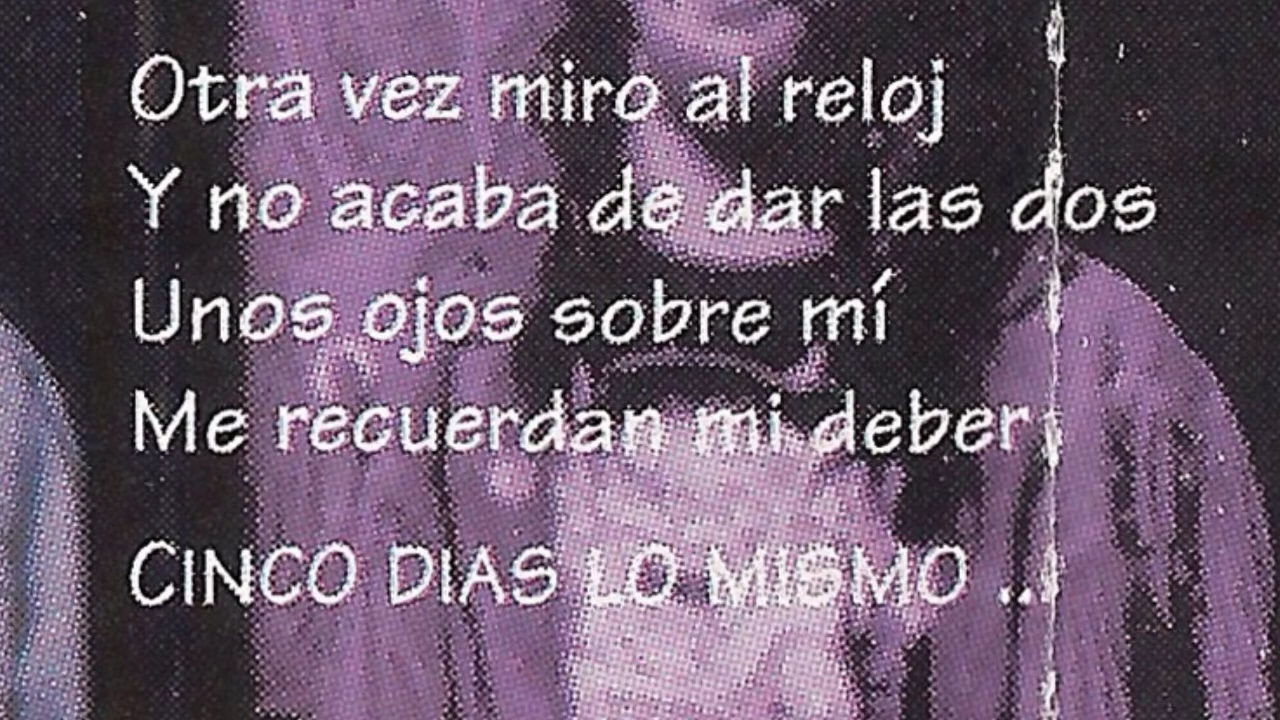 Otra vez miro al reloj
Y no acaba de dar las dos
Unos ojos sobre mí
Me recuerdan mi deber
CINCO DIAS LO MISMO ...